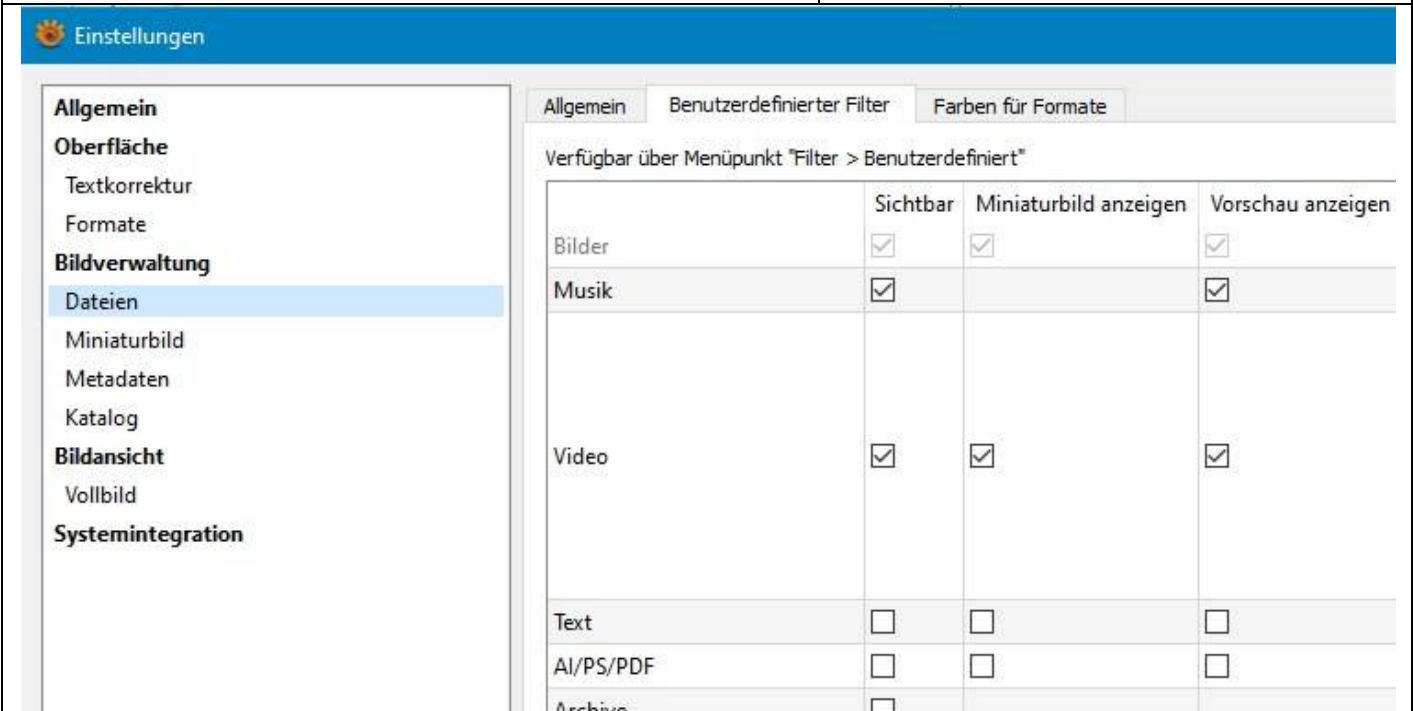 Einstellungen
Allgemein
Oberfläche
Textkorrektur
Formate
Bildverwaltung
Dateien
Miniaturbild
Metadaten
Katalog
Bildansicht
Vollbild
Systemintegration
Allgemein Benutzerdefinierter Filter Farben für Formate
Verfügbar über Menüpunkt "Filter > Benutzerdefiniert"
Sichtbar Miniaturbild anzeigen Vorschau anzeigen
Bilder
Musik
Video
Text
AI/PS/PDF
Archive